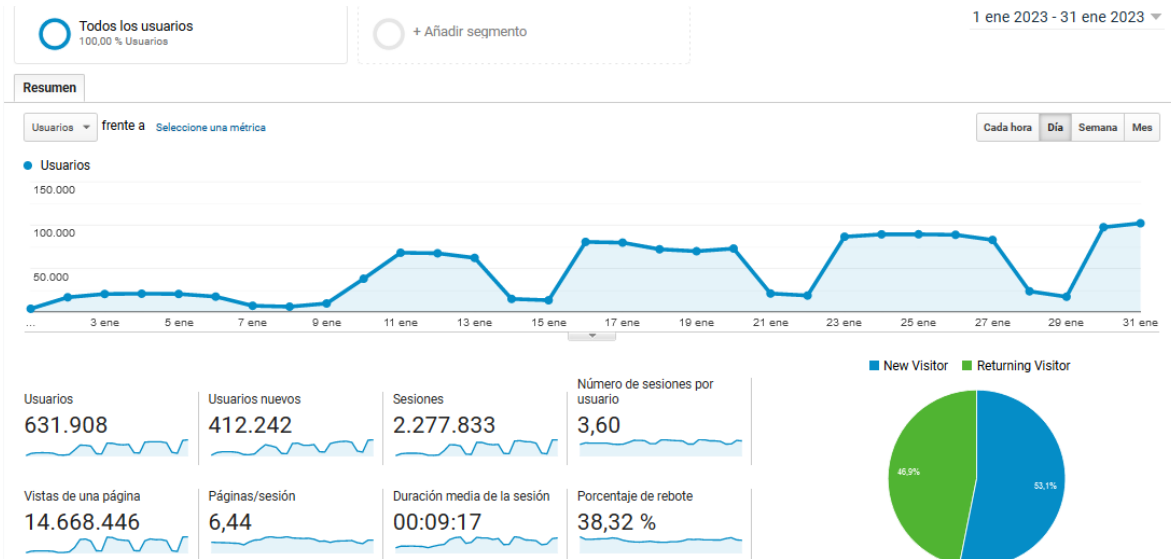 Todos los usuarios
100,00 % Usuarios
+ Añadir segmento
1 ene 2023 - 31 ene 2023
Resumen
Usuarios frente a Seleccione una métrica
Cada hora Día Semana Mes
Usuarios
150.000
100.000
50.000
... 3 ene 5 ene 7 ene 9 ene 11 ene 13 ene 15 ene 17 ene 19 ene 21 ene 23 ene 25 ene 27 ene 29 ene 31 ene
New Visitor Returning Visitor
Usuarios
631.908
Usuarios nuevos
412.242
Sesiones
2.277.833
Número de sesiones por
usuario
3,60
Vistas de una página
14.668.446
Páginas/sesión
6,44
Duración media de la sesión
00:09:17
Porcentaje de rebote
38,32 %
46,9%
53,1%